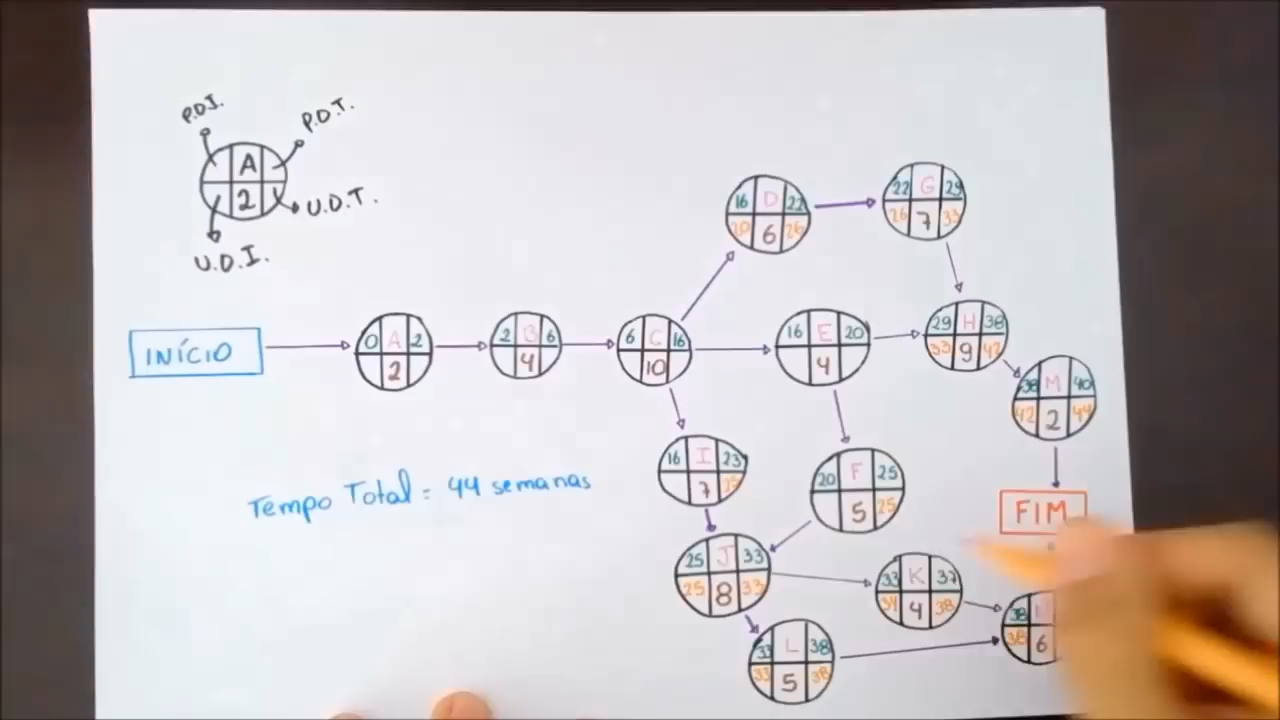 P.D.I.
P.D.T.
A
2
U.D.T.
U.D.I.
INÍCIO
0 A 2
2
2 B 6
4
6 C 16
10
16 D 22
20 6 26
22 G 29
26 7 33
16 E 20
4
29 H 38
33 9 42
38 M 40
42 2 44
16 I 23
7 25
20 F 25
5 25
Tempo Total = 44 semanas
FIM
25 J 33
25 8 33
33 K 37
34 4 38
38
38 6
33 L 38
33 5 38